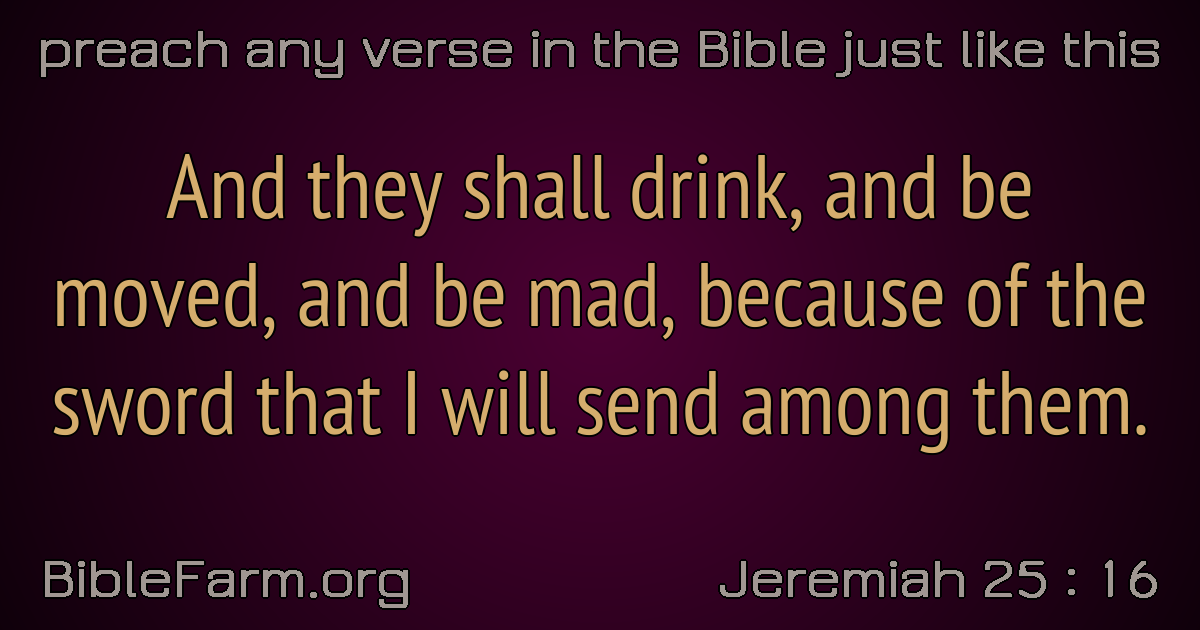 preach any verse in the Bible just like this
And they shall drink, and be
moved, and be mad, because of the
sword that I will send among them.
BibleFarm.org
Jeremiah 25 : 16